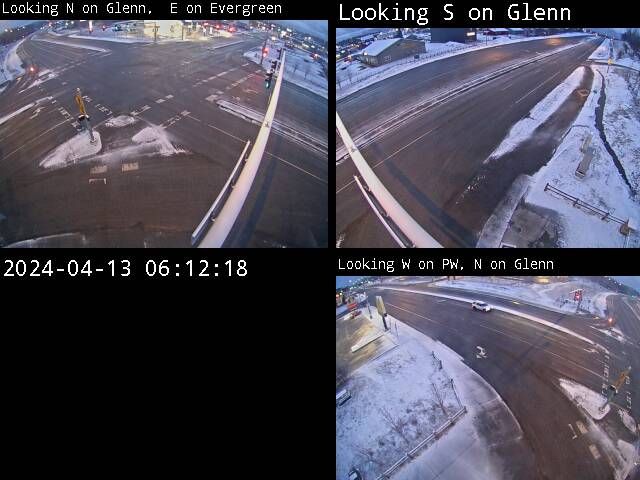 Looking N on Glenn,  E on Evergreen
Looking S on Glenn
2024-04-13 06:12:18
Looking W on PW, N on Glenn